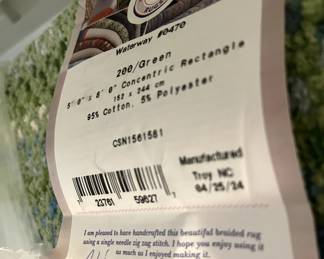 RUGS
Waterway #0470
200/Green
5' 0" x 8' 0" Concentric Rectangle
152 x 244 cm
95% Cotton, 5% Polyester
CSN1561581
Manufactured
Troy NC
04/25/24
23781 59627
I am pleased to have handcrafted this beautiful braided rug
using a single needle zig zag stitch. I hope you enjoy using it
as much as I enjoyed making it.